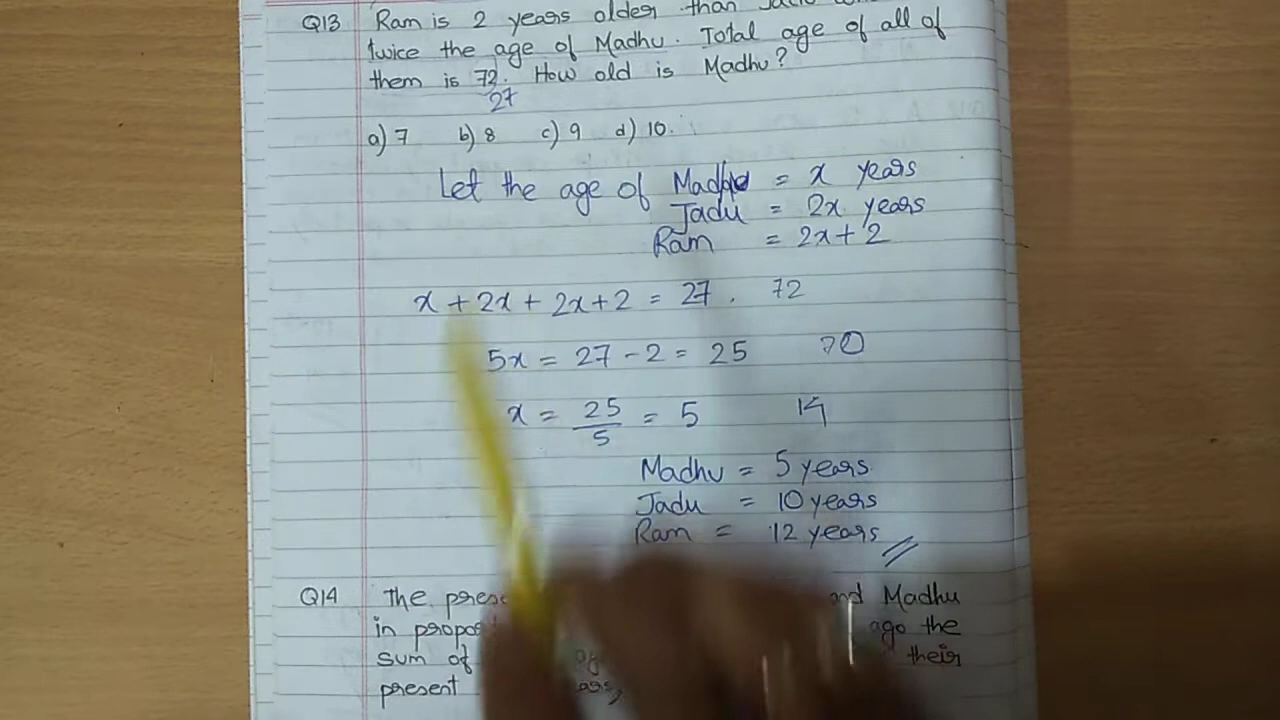 Q13 Ram is 2 years older than Jadu
twice the age of Madhu. Total age of all of
them is 72. How old is Madhu?
27
a) 7 b) 8 c) 9 d) 10.
Let the age of Madhu = x years
Jadu = 2x years
Ram = 2x + 2
x + 2x + 2x + 2 = 27. 72
5x = 27 - 2 = 25 70
x = 25/5 = 5 14
Madhu = 5 years
Jadu = 10 years
Ram = 12 years
Q14 The Madhu
in ago the
sum of their
present